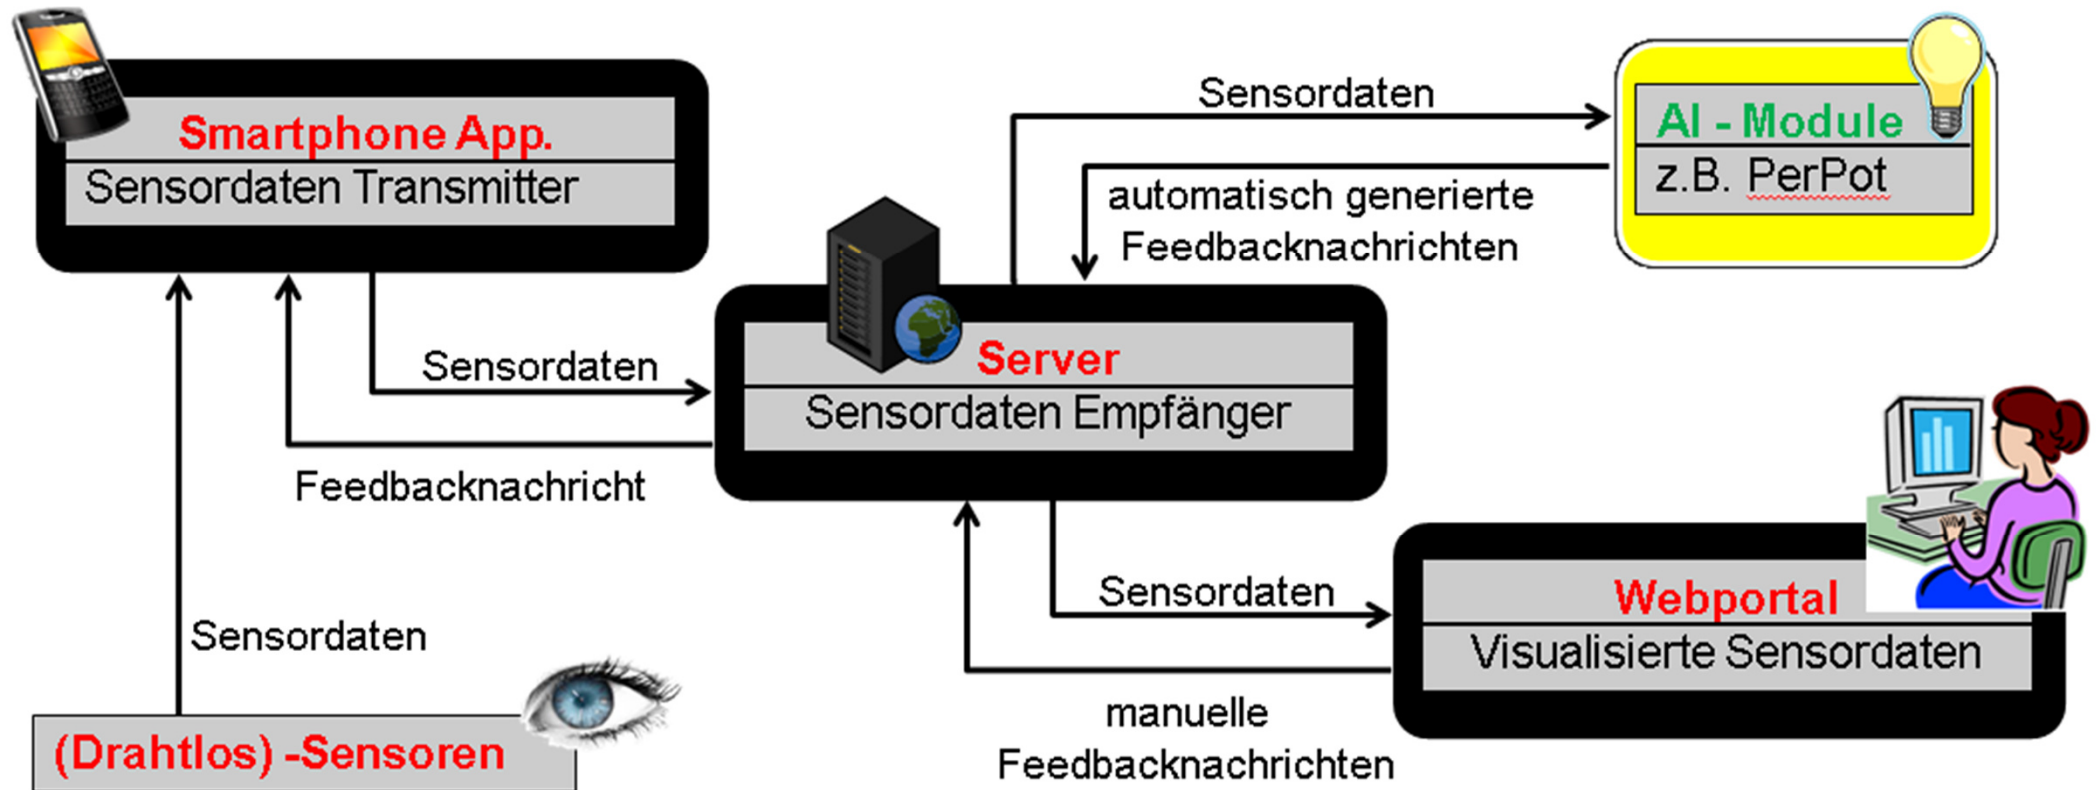 Smartphone App.
Sensordaten Transmitter
Sensordaten
AI - Module
z.B. PerPot
automatisch generierte
Feedbacknachrichten
Sensordaten
Server
Sensordaten Empfänger
Feedbacknachricht
Sensordaten
Webportal
Visualisierte Sensordaten
Sensordaten
manuelle
Feedbacknachrichten
(Drahtlos) -Sensoren